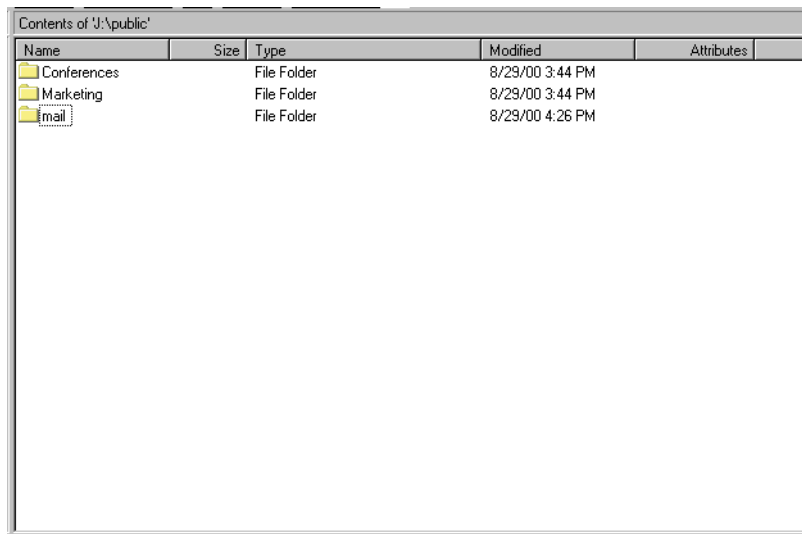 Contents of 'J:\public'
Name Size Type Modified Attributes
Conferences File Folder 8/29/00 3:44 PM
Marketing File Folder 8/29/00 3:44 PM
mail File Folder 8/29/00 4:26 PM